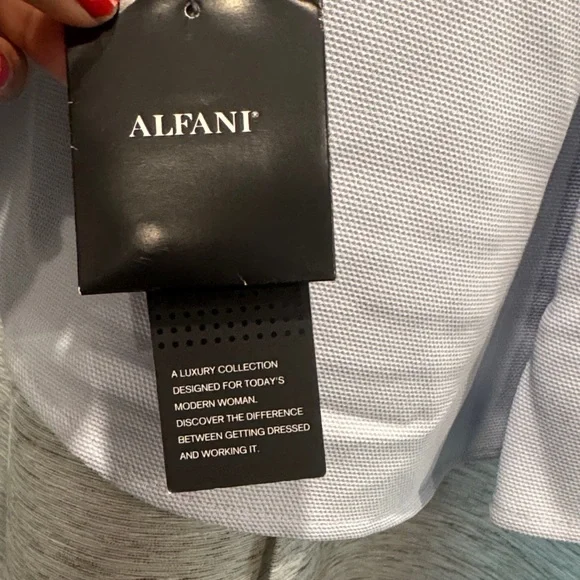 ALFANI®
A LUXURY COLLECTION
DESIGNED FOR TODAY'S
MODERN WOMAN.
DISCOVER THE DIFFERENCE
BETWEEN GETTING DRESSED
AND WORKING IT.